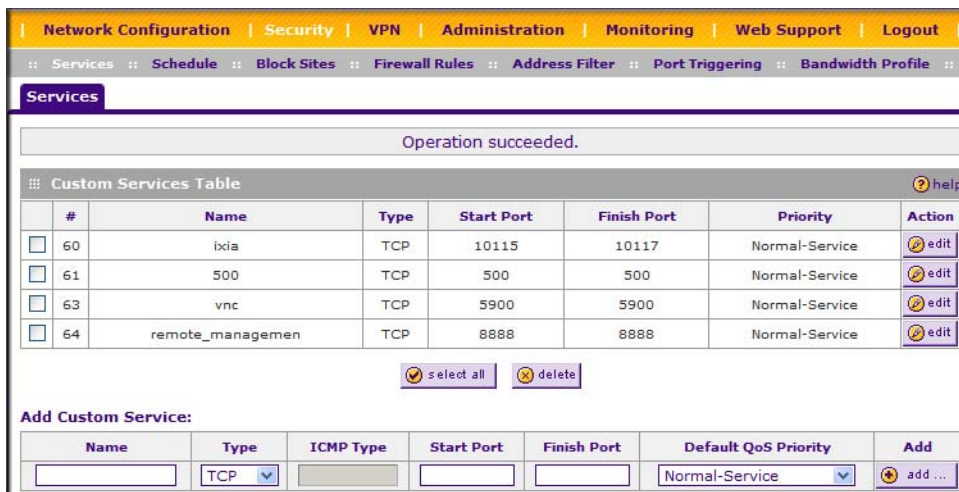 Network Configuration | Security | VPN | Administration | Monitoring | Web Support | Logout
:: Services :: Schedule :: Block Sites :: Firewall Rules :: Address Filter :: Port Triggering :: Bandwidth Profile ::
Services
Operation succeeded.
Custom Services Table help
# Name Type Start Port Finish Port Priority Action
60 ixia TCP 10115 10117 Normal-Service edit
61 500 TCP 500 500 Normal-Service edit
63 vnc TCP 5900 5900 Normal-Service edit
64 remote_managemen TCP 8888 8888 Normal-Service edit
select all delete
Add Custom Service:
Name Type ICMP Type Start Port Finish Port Default QoS Priority Add
TCP Normal-Service add ...